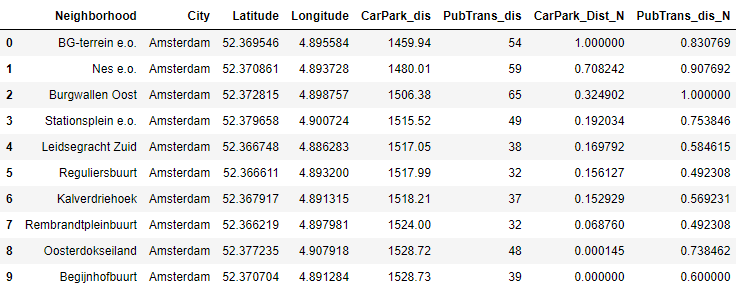 Neighborhood City Latitude Longitude CarPark_dis PubTrans_dis CarPark_Dist_N PubTrans_dis_N
0 BG-terrein e.o. Amsterdam 52.369546 4.895584 1459.94 54 1.000000 0.830769
1 Nes e.o. Amsterdam 52.370861 4.893728 1480.01 59 0.708242 0.907692
2 Burgwallen Oost Amsterdam 52.372815 4.898757 1506.38 65 0.324902 1.000000
3 Stationsplein e.o. Amsterdam 52.379658 4.900724 1515.52 49 0.192034 0.753846
4 Leidsegracht Zuid Amsterdam 52.366748 4.886283 1517.05 38 0.169792 0.584615
5 Reguliersbuurt Amsterdam 52.366611 4.893200 1517.99 32 0.156127 0.492308
6 Kalverdriehoek Amsterdam 52.367917 4.891315 1518.21 37 0.152929 0.569231
7 Rembrandtpleinbuurt Amsterdam 52.366219 4.897981 1524.00 32 0.068760 0.492308
8 Oosterdokseiland Amsterdam 52.377235 4.907918 1528.72 48 0.000145 0.738462
9 Begijnhofbuurt Amsterdam 52.370704 4.891284 1528.73 39 0.000000 0.600000